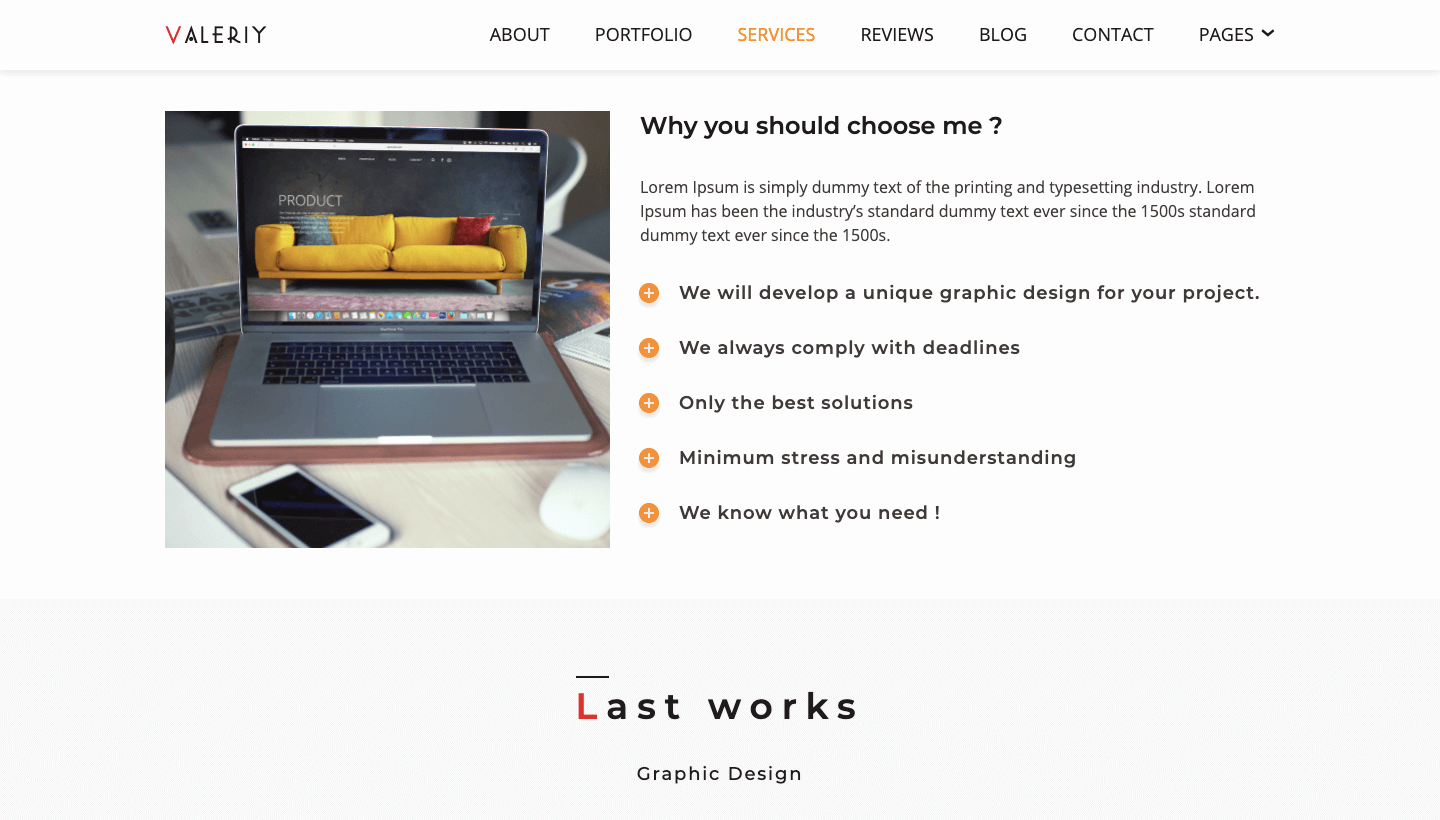 VALERIY
ABOUT PORTFOLIO SERVICES REVIEWS BLOG CONTACT PAGES
PRODUCT
Why you should choose me ?
Lorem Ipsum is simply dummy text of the printing and typesetting industry. Lorem
Ipsum has been the industry’s standard dummy text ever since the 1500s standard
dummy text ever since the 1500s.
We will develop a unique graphic design for your project.
We always comply with deadlines
Only the best solutions
Minimum stress and misunderstanding
We know what you need !
Last works
Graphic Design